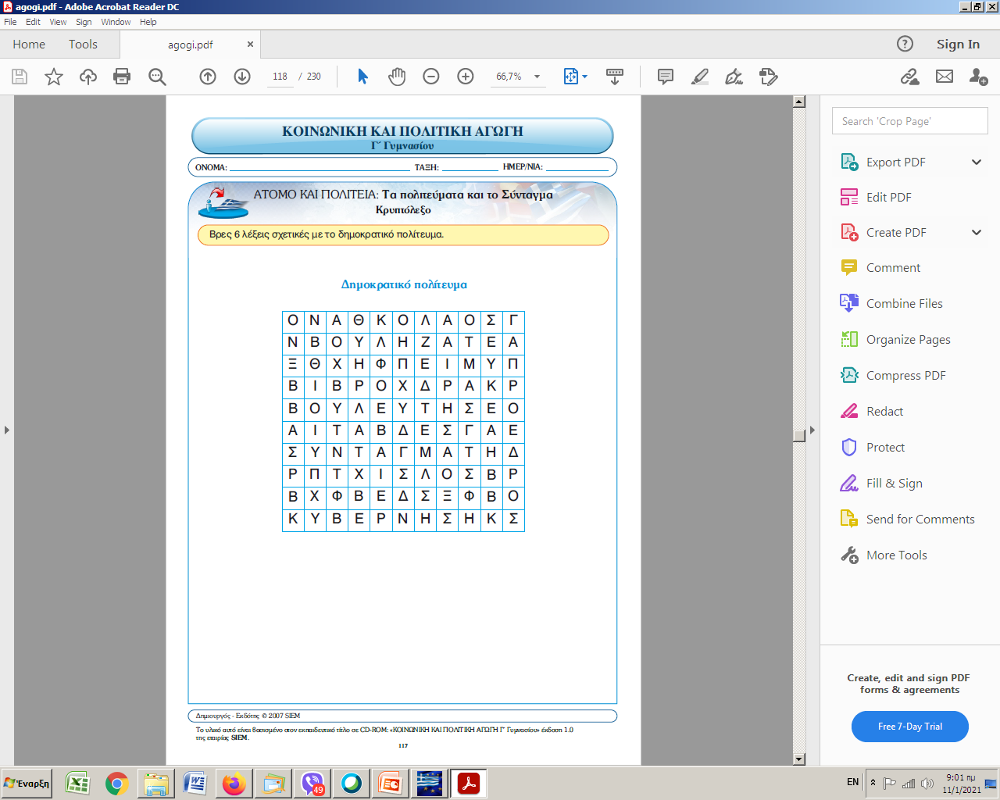 agogi.pdf - Adobe Acrobat Reader DC
File Edit View Sign Window Help
Home Tools agogi.pdf × Sign In
118 / 230 66,7%
ΚΟΙΝΩΝΙΚΗ ΚΑΙ ΠΟΛΙΤΙΚΗ ΑΓΩΓΗ
Γ΄ Γυμνασίου
ΟΝΟΜΑ: ΤΑΞΗ: ΗΜΕΡ/ΝΙΑ:
ΑΤΟΜΟ ΚΑΙ ΠΟΛΙΤΕΙΑ: Τα πολιτεύματα και το Σύνταγμα
Κρυπτόλεξο
Βρες 6 λέξεις σχετικές με το δημοκρατικό πολίτευμα.
Δημοκρατικό πολίτευμα
Ο Ν Α Θ Κ Ο Λ Α Ο Σ Γ
Ν Β Ο Υ Λ Η Ζ Α Τ Ε Α
Ξ Θ Χ Η Φ Π Ε Ι Μ Υ Π
Β Ι Β Ρ Ο Χ Δ Ρ Α Κ Ρ
Β Ο Υ Λ Ε Υ Τ Η Σ Ε Ο
Α Ι Τ Α Β Δ Ε Σ Γ Α Ε
Σ Υ Ν Τ Α Γ Μ Α Τ Η Δ
Ρ Π Τ Χ Ι Σ Λ Ο Σ Β Ρ
Β Χ Φ Β Ε Δ Σ Ξ Φ Β Ο
Κ Υ Β Ε Ρ Ν Η Σ Η Κ Σ
Δημιουργός - Εκδότης © 2007 SIEM
Το υλικό αυτό είναι βασισμένο στον εκπαιδευτικό τίτλο σε CD-ROM: «ΚΟΙΝΩΝΙΚΗ ΚΑΙ ΠΟΛΙΤΙΚΗ ΑΓΩΓΗ Γ΄ Γυμνασίου» έκδοση 1.0
της εταιρίας SIEM.
117
Search 'Crop Page'
Export PDF
Edit PDF
Create PDF
Comment
Combine Files
Organize Pages
Compress PDF
Redact
Protect
Fill & Sign
Send for Comments
More Tools
Create, edit and sign PDF
forms & agreements
Free 7-Day Trial
Έναρξη
49
EN
9:01 πμ
11/1/2021